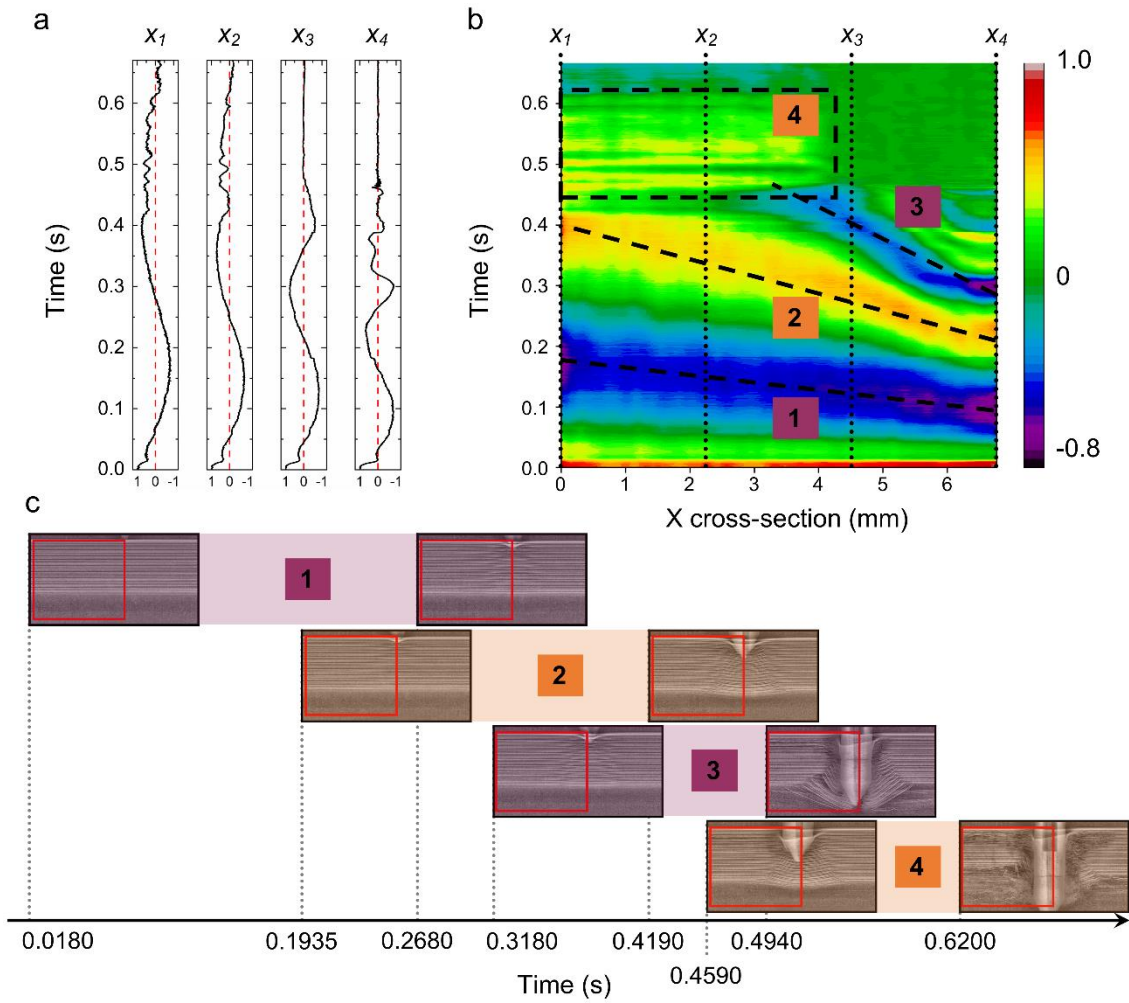 a
x1 x2 x3 x4
Time (s)
0.6
0.5
0.4
0.3
0.2
0.1
0.0
1 0 -1 1 0 -1 1 0 -1 1 0 -1
b
x1 x2 x3 x4
Time (s)
0.6
0.5
0.4
0.3
0.2
0.1
0.0
4
3
2
1
0 1 2 3 4 5 6
X cross-section (mm)
1.0
0
-0.8
c
1
2
3
4
0.0180 0.1935 0.2680 0.3180 0.4190 0.4940 0.6200
0.4590
Time (s)